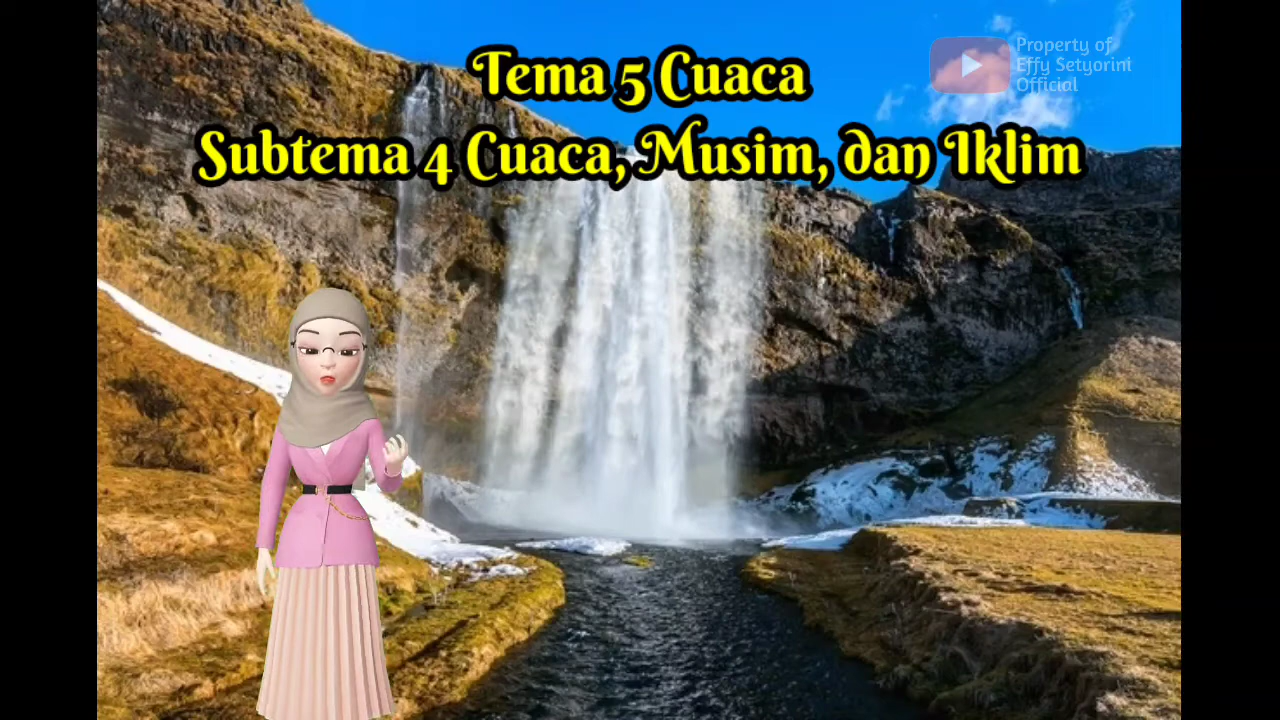 Tema 5 Cuaca
Subtema 4 Cuaca, Musim, dan Iklim
Property of
Effy Setyorini
Official